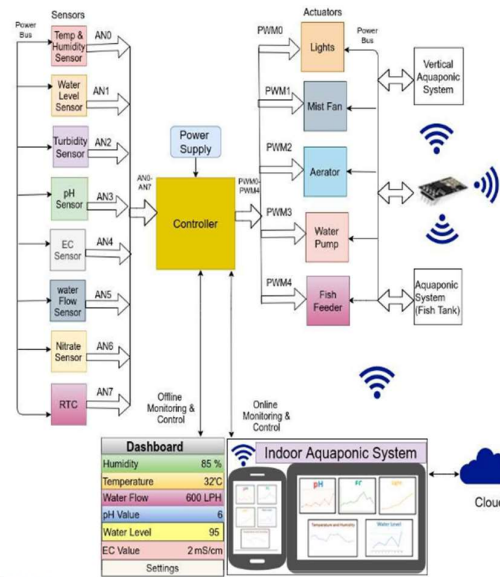 Sensors
Power
Bus
Temp &
Humidity
Sensor
AN0
Water
Level
Sensor
AN1
Turbidity
Sensor
AN2
pH
Sensor
AN3
EC
Sensor
AN4
water
Flow
Sensor
AN5
Nitrate
Sensor
AN6
RTC
AN7
AN0-
AN7
Power
Supply
Controller
PWM0-
PWM4
Actuators
PWM0
Lights
Power
Bus
PWM1
Mist Fan
PWM2
Aerator
PWM3
Water
Pump
PWM4
Fish
Feeder
Vertical
Aquaponic
System
Aquaponic
System
(Fish Tank)
Offline
Monitoring &
Control
Online
Monitoring &
Control
Dashboard
Humidity 85 %
Temperature 32°C
Water Flow 600 LPH
pH Value 6
Water Level 95
EC Value 2 mS/cm
Settings
Indoor Aquaponic System
pH
Temperature and Humidity
Water Level
Cloud